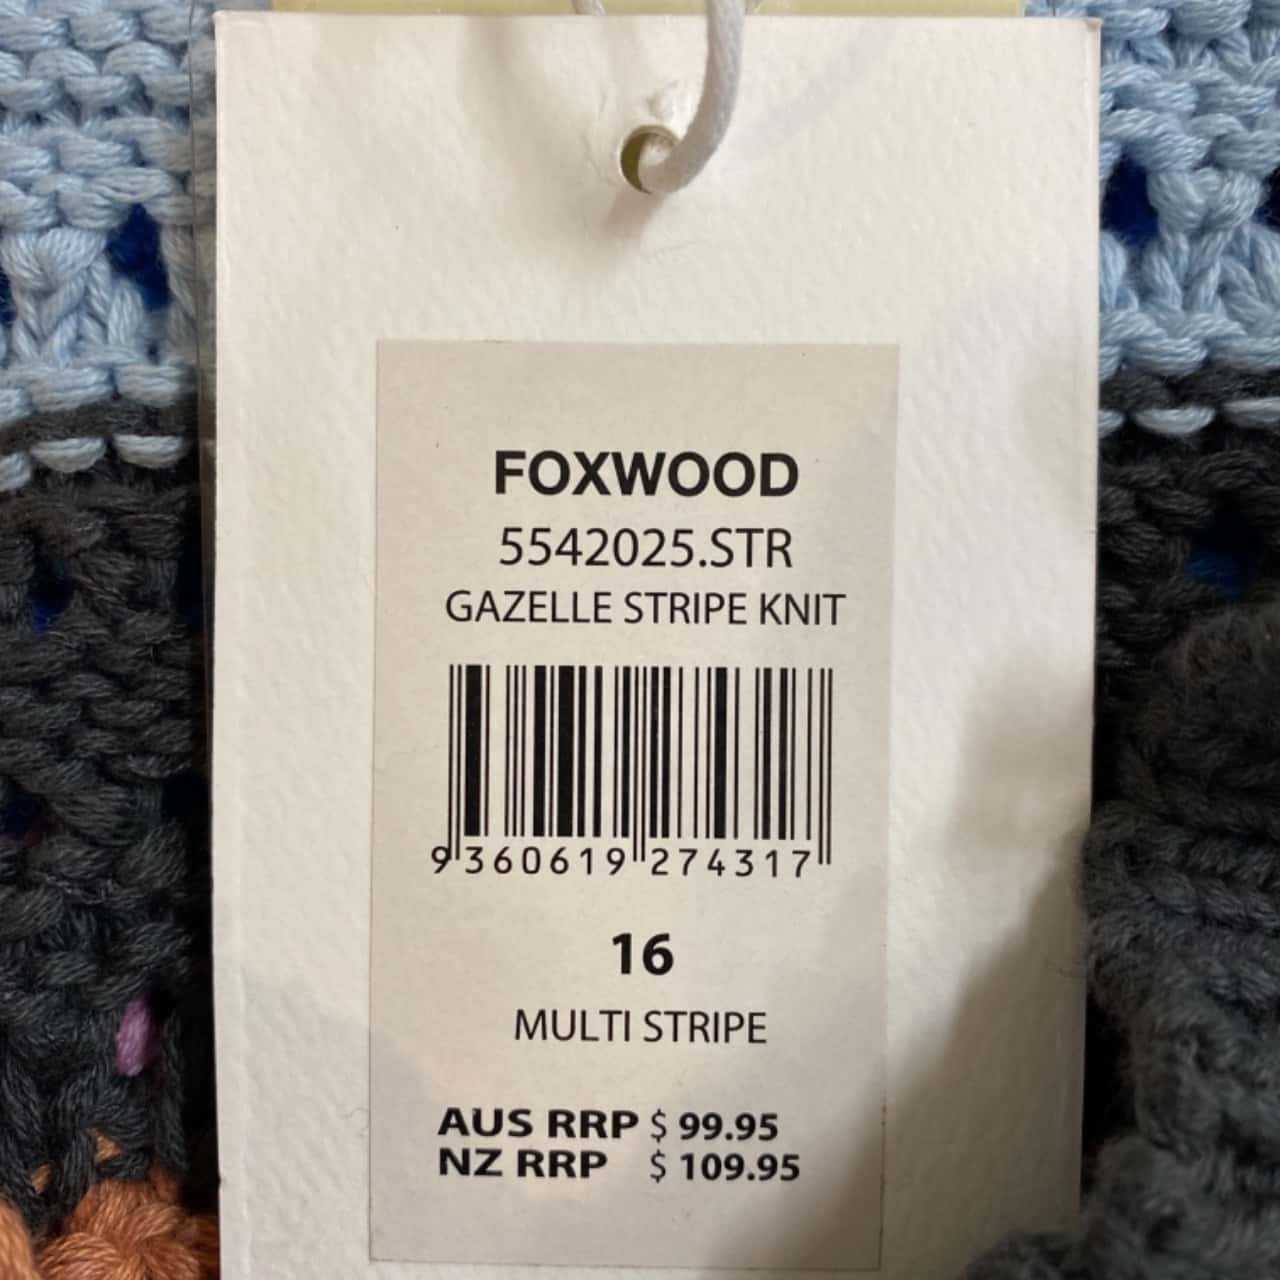 FOXWOOD
5542025.STR
GAZELLE STRIPE KNIT
9 360619 274317
16
MULTI STRIPE
AUS RRP $ 99.95
NZ RRP $ 109.95